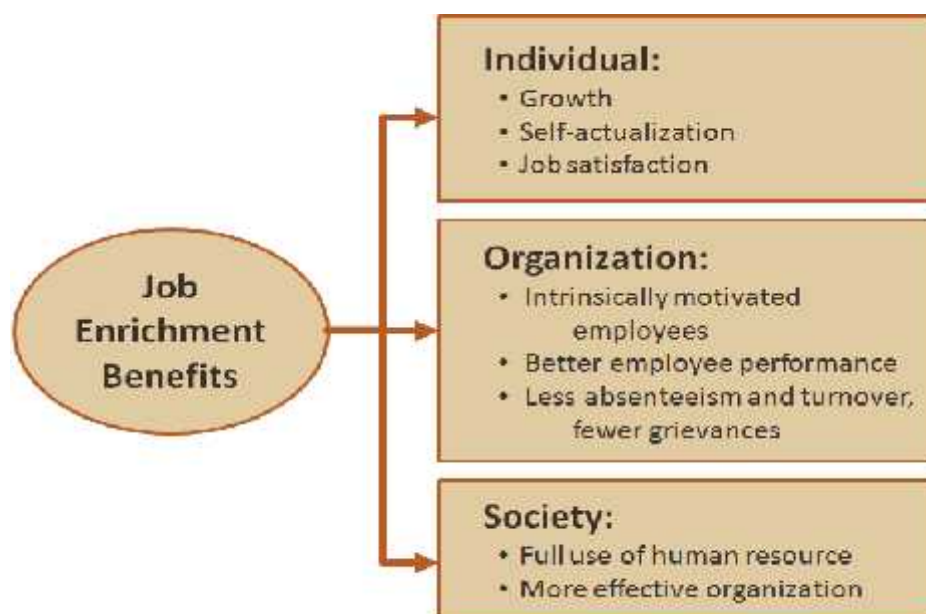 Job
Enrichment
Benefits
Individual:
• Growth
• Self-actualization
• Job satisfaction
Organization:
• Intrinsically motivated
employees
• Better employee performance
• Less absenteeism and turnover,
fewer grievances
Society:
• Full use of human resource
• More effective organization